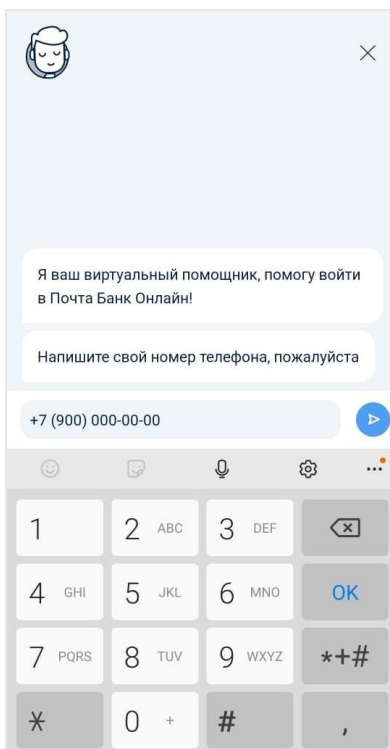 Я ваш виртуальный помощник, помогу войти
в Почта Банк Онлайн!
Напишите свой номер телефона, пожалуйста
+7 (900) 000-00-00
1
2 ABC
3 DEF
4 GHI
5 JKL
6 MNO
OK
7 PQRS
8 TUV
9 WXYZ
*+#
*
0 +
#
,